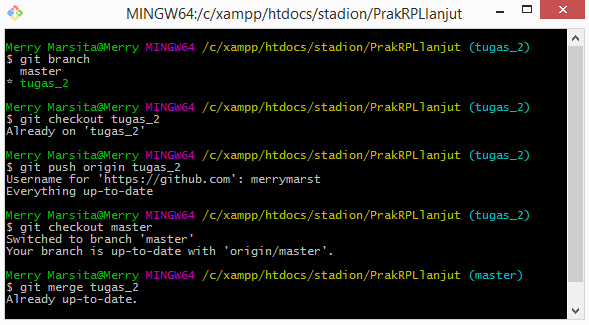 MINGW64:/c/xampp/htdocs/stadion/PrakRPLlanjut
Merry Marsita@Merry MINGW64 /c/xampp/htdocs/stadion/PrakRPLlanjut (tugas_2)
$ git branch
  master
* tugas_2
Merry Marsita@Merry MINGW64 /c/xampp/htdocs/stadion/PrakRPLlanjut (tugas_2)
$ git checkout tugas_2
Already on 'tugas_2'
Merry Marsita@Merry MINGW64 /c/xampp/htdocs/stadion/PrakRPLlanjut (tugas_2)
$ git push origin tugas_2
Username for 'https://github.com': merrymarst
Everything up-to-date
Merry Marsita@Merry MINGW64 /c/xampp/htdocs/stadion/PrakRPLlanjut (tugas_2)
$ git checkout master
Switched to branch 'master'
Your branch is up-to-date with 'origin/master'.
Merry Marsita@Merry MINGW64 /c/xampp/htdocs/stadion/PrakRPLlanjut (master)
$ git merge tugas_2
Already up-to-date.